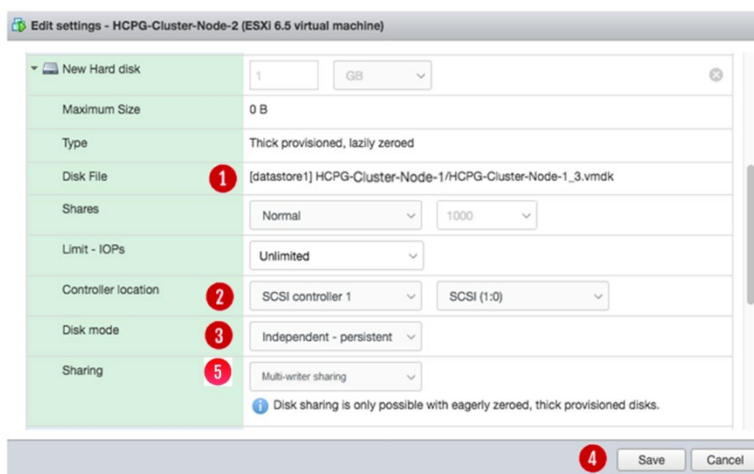 Edit settings - HCPG-Cluster-Node-2 (ESXi 6.5 virtual machine)
New Hard disk 1 GB
Maximum Size 0 B
Type Thick provisioned, lazily zeroed
Disk File 1 [datastore1] HCPG-Cluster-Node-1/HCPG-Cluster-Node-1_3.vmdk
Shares Normal 1000
Limit - IOPs Unlimited
Controller location 2 SCSI controller 1 SCSI (1:0)
Disk mode 3 Independent - persistent
Sharing 5 Multi-writer sharing
Disk sharing is only possible with eagerly zeroed, thick provisioned disks.
4 Save Cancel